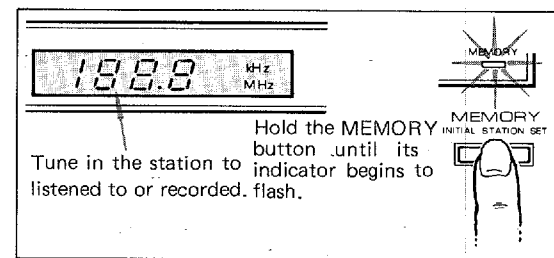 188.8
kHz
MHz
MEMORY
MEMORY
INITIAL STATION SET
Tune in the station to
listened to or recorded.
Hold the MEMORY
button until its
indicator begins to
flash.